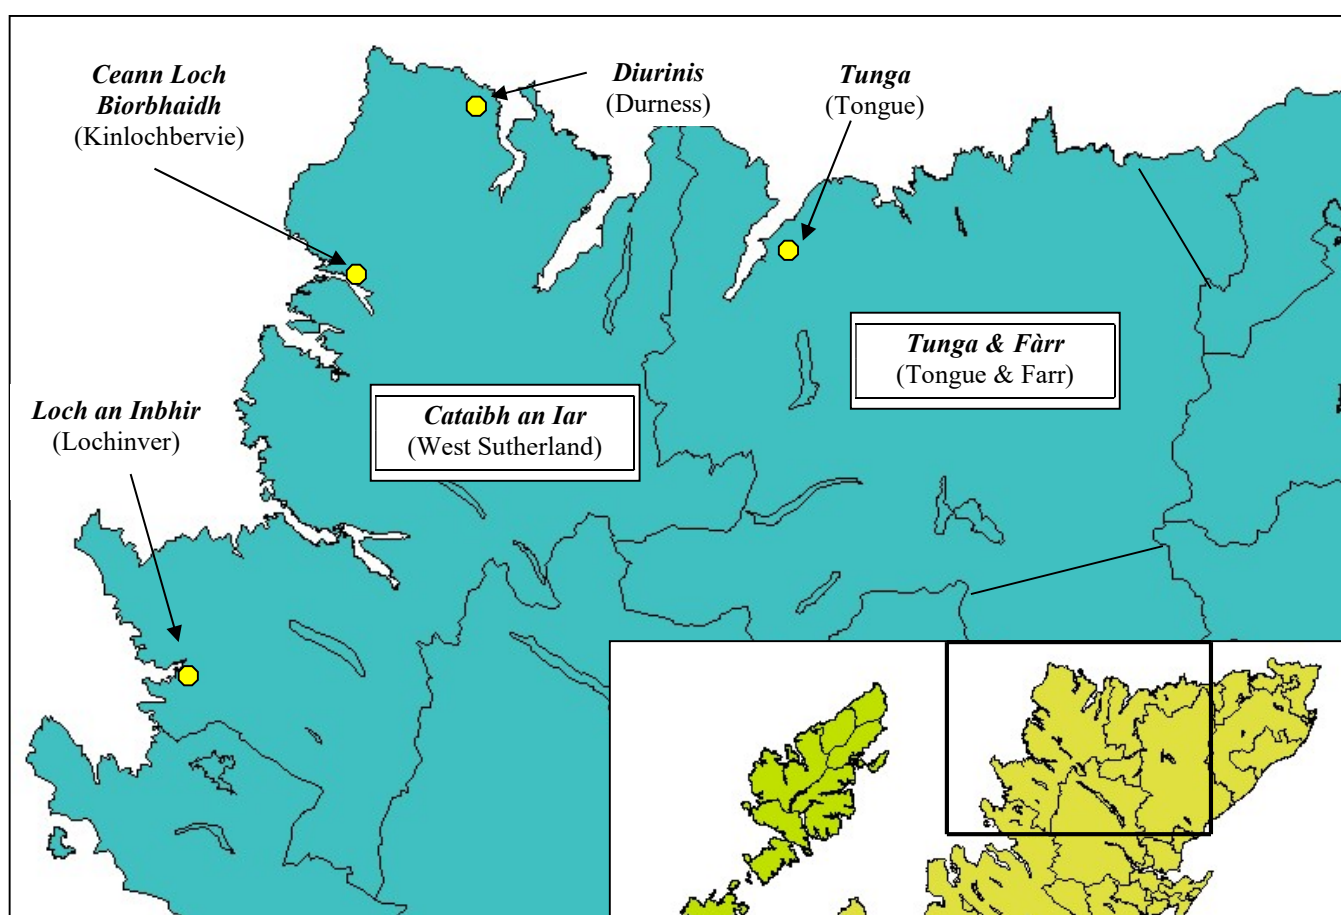 Ceann Loch
Biorbhaidh
(Kinlochbervie)
Diurinis
(Durness)
Tunga
(Tongue)
Tunga & Fàrr
(Tongue & Farr)
Loch an Inbhir
(Lochinver)
Cataibh an Iar
(West Sutherland)